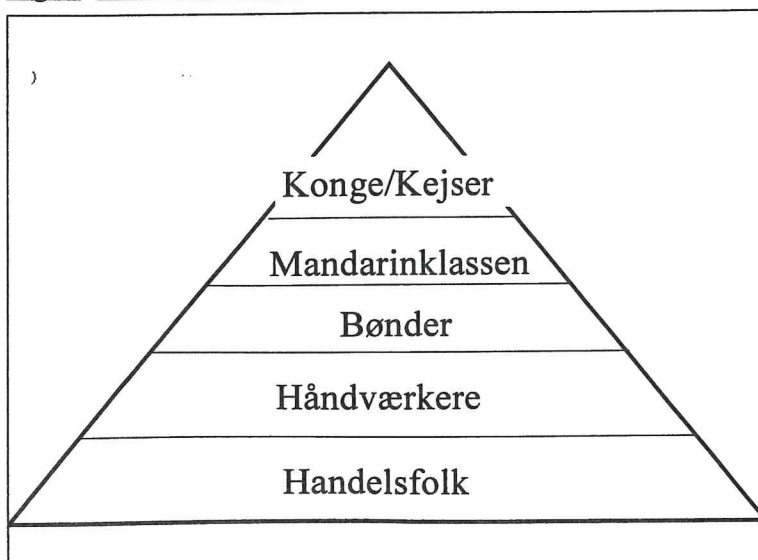 Konge/Kejser
Mandarinklassen
Bønder
Håndværkere
Handelsfolk